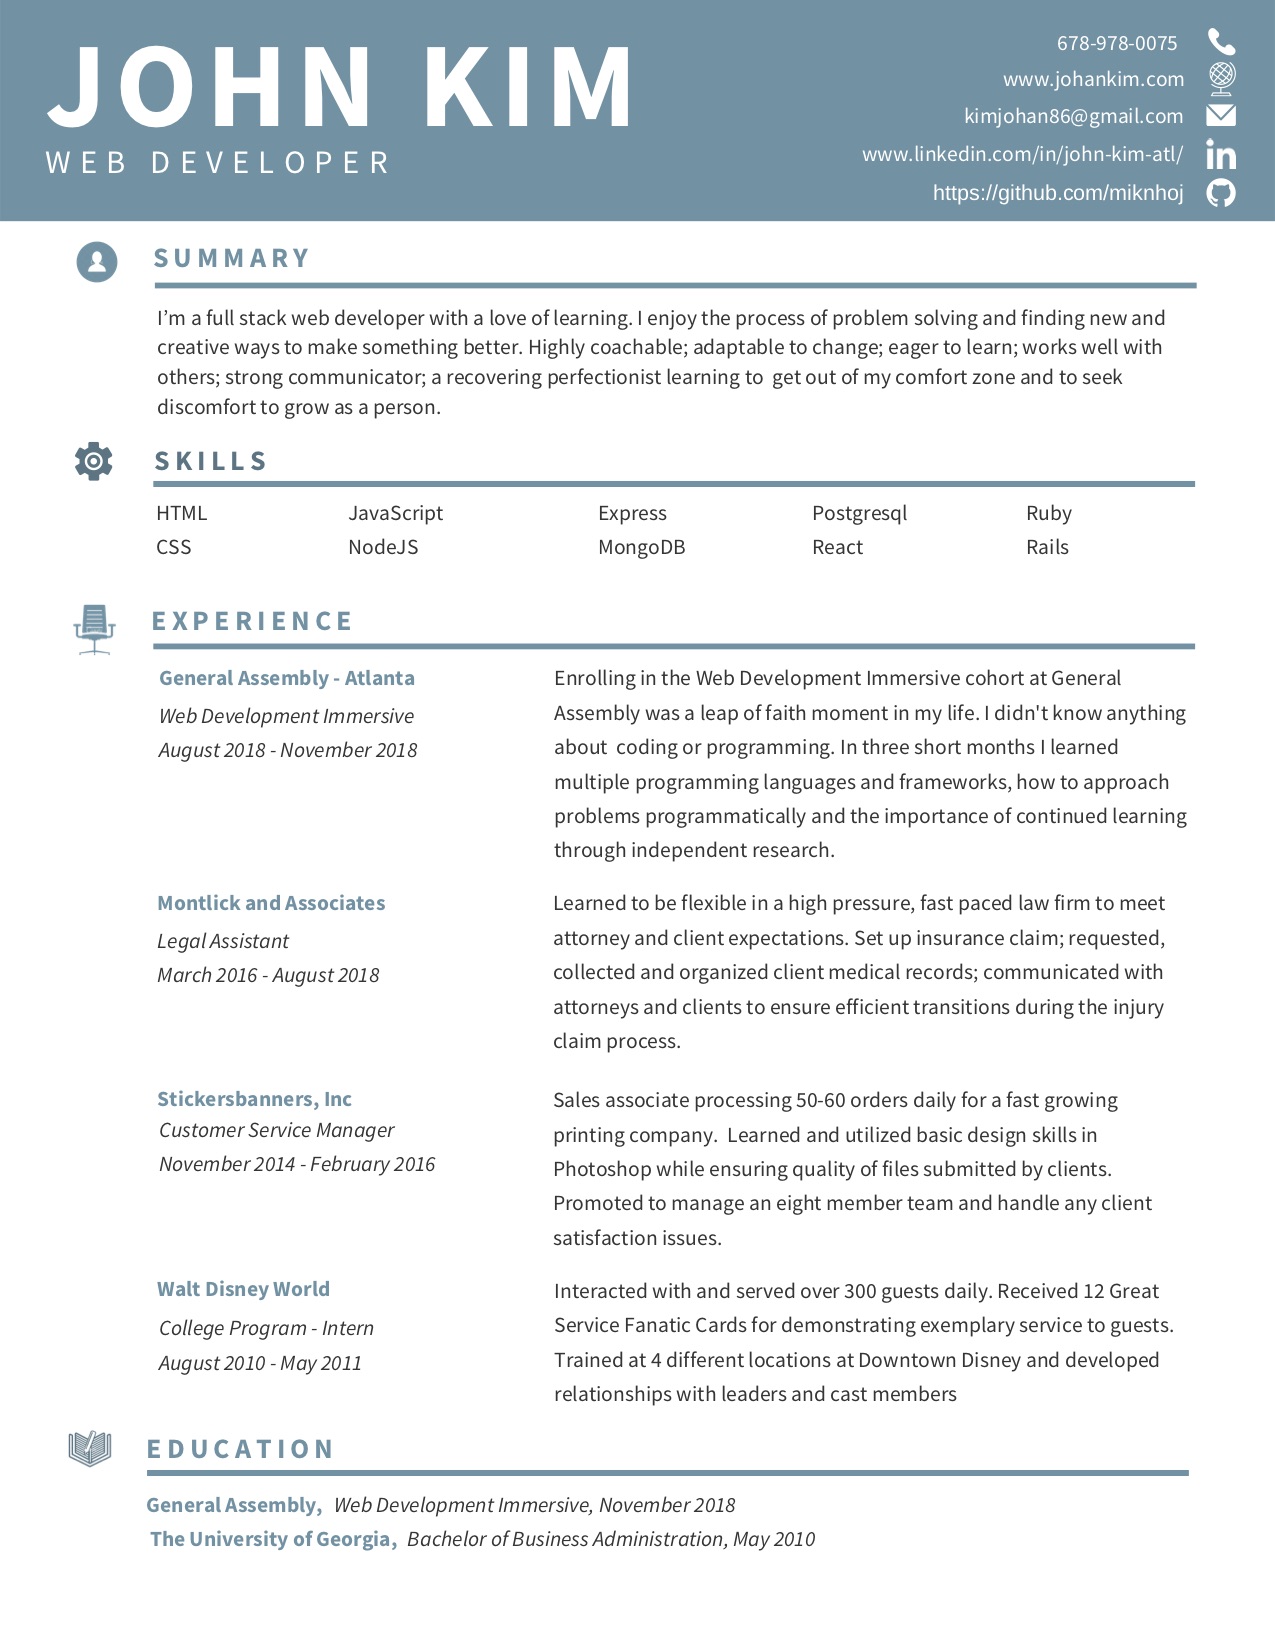 JOHN KIM
WEB DEVELOPER
678-978-0075
www.johankim.com
kimjohan86@gmail.com
www.linkedin.com/in/john-kim-atl/
https://github.com/miknhoj
SUMMARY
I’m a full stack web developer with a love of learning. I enjoy the process of problem solving and finding new and
creative ways to make something better. Highly coachable; adaptable to change; eager to learn; works well with
others; strong communicator; a recovering perfectionist learning to get out of my comfort zone and to seek
discomfort to grow as a person.
SKILLS
HTML JavaScript Express Postgresql Ruby
CSS NodeJS MongoDB React Rails
EXPERIENCE
General Assembly - Atlanta
Web Development Immersive
August 2018 - November 2018
Enrolling in the Web Development Immersive cohort at General
Assembly was a leap of faith moment in my life. I didn't know anything
about coding or programming. In three short months I learned
multiple programming languages and frameworks, how to approach
problems programmatically and the importance of continued learning
through independent research.
Montlick and Associates
Legal Assistant
March 2016 - August 2018
Learned to be flexible in a high pressure, fast paced law firm to meet
attorney and client expectations. Set up insurance claim; requested,
collected and organized client medical records; communicated with
attorneys and clients to ensure efficient transitions during the injury
claim process.
Stickersbanners, Inc
Customer Service Manager
November 2014 - February 2016
Sales associate processing 50-60 orders daily for a fast growing
printing company. Learned and utilized basic design skills in
Photoshop while ensuring quality of files submitted by clients.
Promoted to manage an eight member team and handle any client
satisfaction issues.
Walt Disney World
College Program - Intern
August 2010 - May 2011
Interacted with and served over 300 guests daily. Received 12 Great
Service Fanatic Cards for demonstrating exemplary service to guests.
Trained at 4 different locations at Downtown Disney and developed
relationships with leaders and cast members
EDUCATION
General Assembly, Web Development Immersive, November 2018
The University of Georgia, Bachelor of Business Administration, May 2010